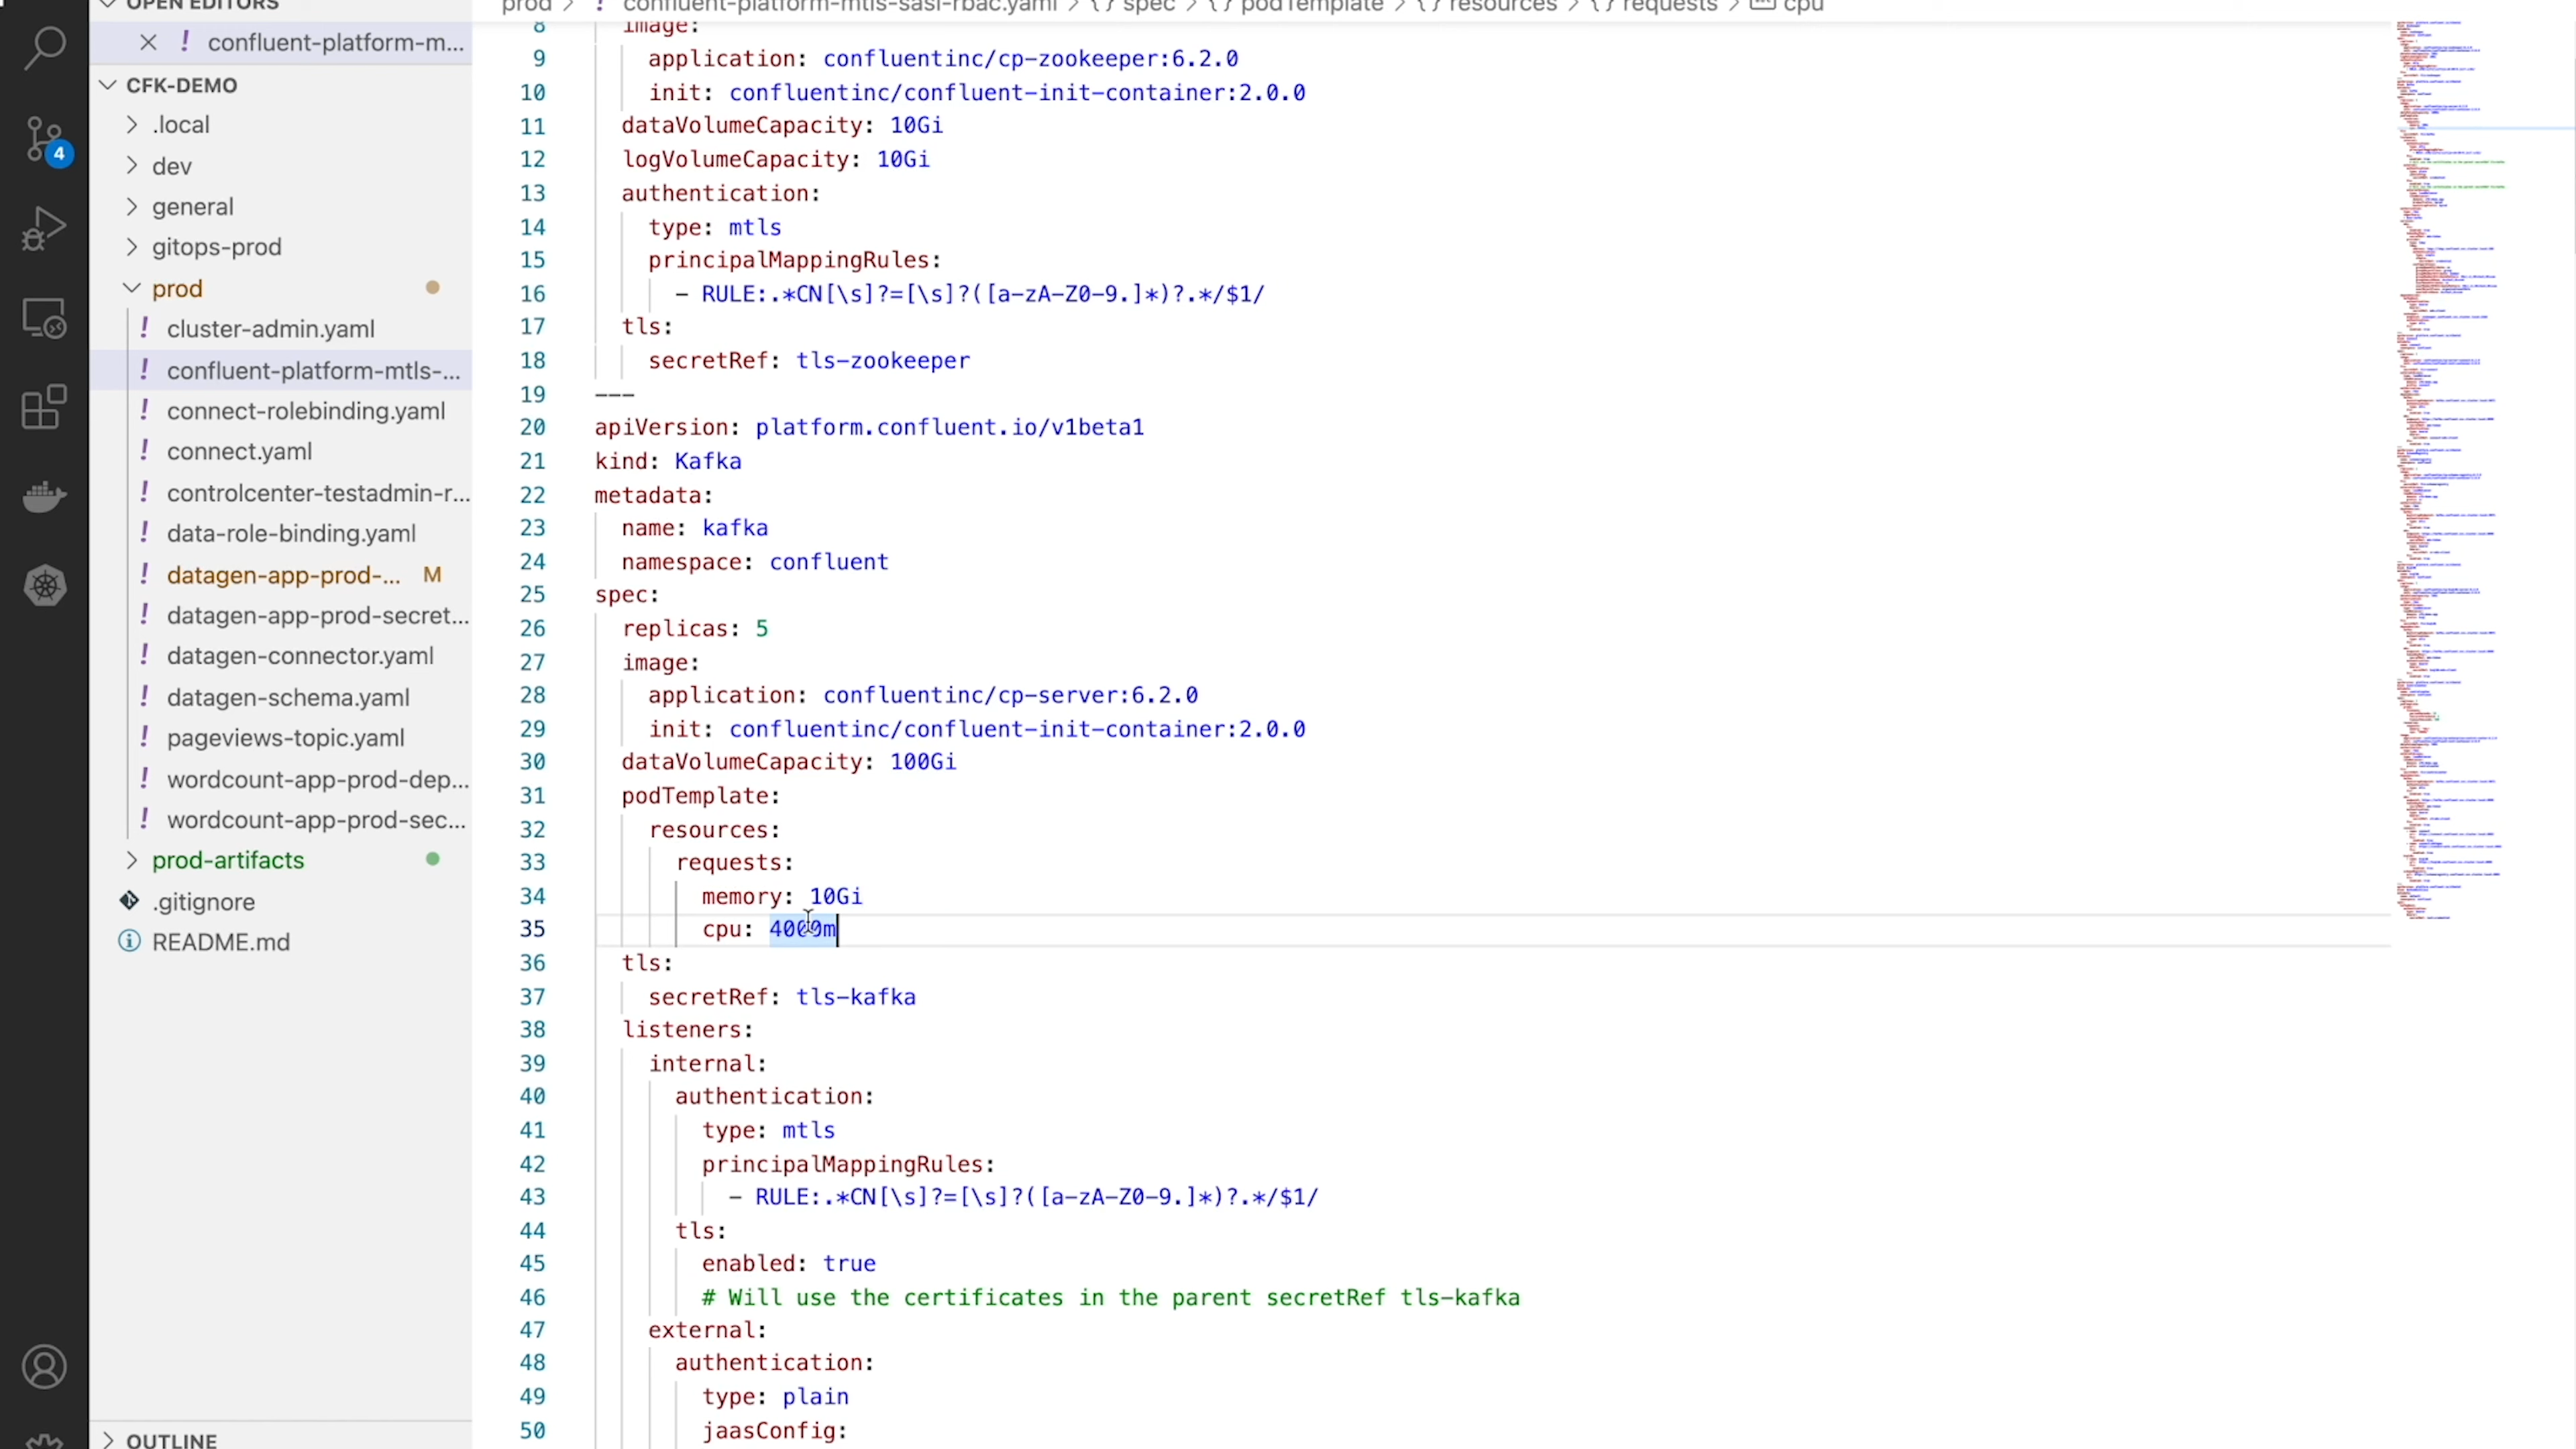 OPEN EDITORS
confluent-platform-m...
CFK-DEMO
.local
dev
general
gitops-prod
prod
cluster-admin.yaml
confluent-platform-mtls-...
connect-rolebinding.yaml
connect.yaml
controlcenter-testadmin-r...
data-role-binding.yaml
datagen-app-prod-... M
datagen-app-prod-secret...
datagen-connector.yaml
datagen-schema.yaml
pageviews-topic.yaml
wordcount-app-prod-dep...
wordcount-app-prod-sec...
prod-artifacts
.gitignore
README.md
OUTLINE
4
prod > ! confluent-platform-mtls-sasl-rbac.yaml > {} spec > {} podTemplate > {} resources > {} requests > cpu
8 image:
9 application: confluentinc/cp-zookeeper:6.2.0
10 init: confluentinc/confluent-init-container:2.0.0
11 dataVolumeCapacity: 10Gi
12 logVolumeCapacity: 10Gi
13 authentication:
14 type: mtls
15 principalMappingRules:
16 - RULE:.*CN[\s]?=[\s]?([a-zA-Z0-9.]*)?.*/$1/
17 tls:
18 secretRef: tls-zookeeper
19 ---
20 apiVersion: platform.confluent.io/v1beta1
21 kind: Kafka
22 metadata:
23 name: kafka
24 namespace: confluent
25 spec:
26 replicas: 5
27 image:
28 application: confluentinc/cp-server:6.2.0
29 init: confluentinc/confluent-init-container:2.0.0
30 dataVolumeCapacity: 100Gi
31 podTemplate:
32 resources:
33 requests:
34 memory: 10Gi
35 cpu: 4000m
36 tls:
37 secretRef: tls-kafka
38 listeners:
39 internal:
40 authentication:
41 type: mtls
42 principalMappingRules:
43 - RULE:.*CN[\s]?=[\s]?([a-zA-Z0-9.]*)?.*/$1/
44 tls:
45 enabled: true
46 # Will use the certificates in the parent secretRef tls-kafka
47 external:
48 authentication:
49 type: plain
50 jaasConfig: